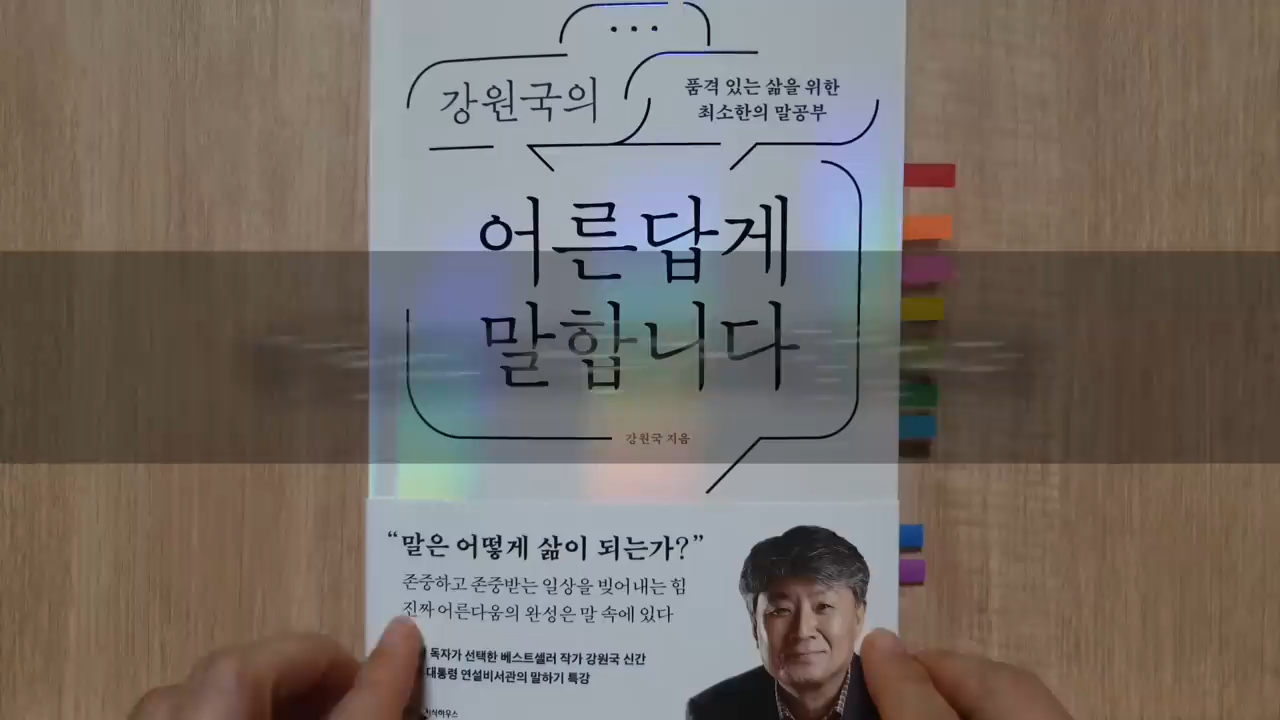 강원국의
품격 있는 삶을 위한
최소한의 말공부
어른답게
말합니다
강원국 지음
“말은 어떻게 삶이 되는가?”
존중하고 존중받는 일상을 빚어내는 힘
진짜 어른다움의 완성은 말 속에 있다
독자가 선택한 베스트셀러 작가 강원국 신간
대통령 연설비서관의 말하기 특강